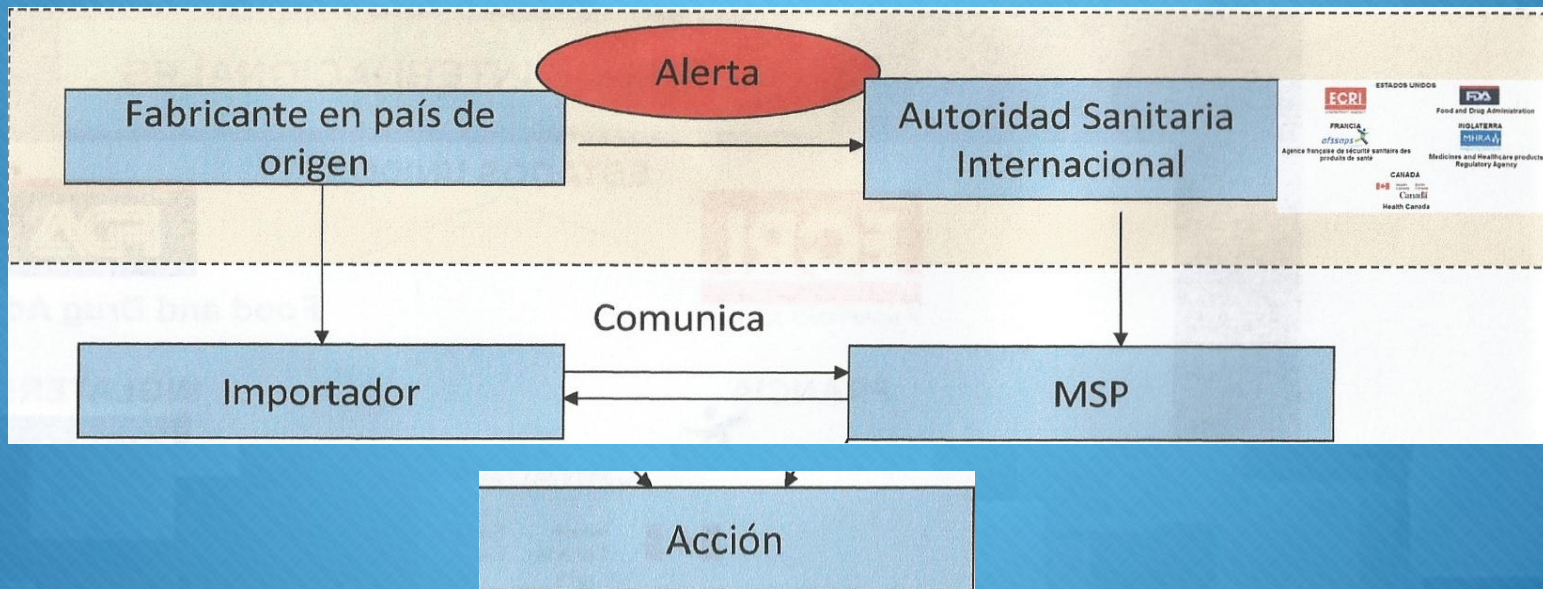 Alerta
Fabricante en país de
origen
Autoridad Sanitaria
Internacional
ESTADOS UNIDOS
ECRI
FDA
Food and Drug Administration
FRANCIA
INGLATERRA
afssaps
MHRA
Agence française de sécurité sanitaire des
produits de santé
Medicines and Healthcare products
Regulatory Agency
CANADA
Canada
Health Canada
Comunica
Importador
MSP
Acción